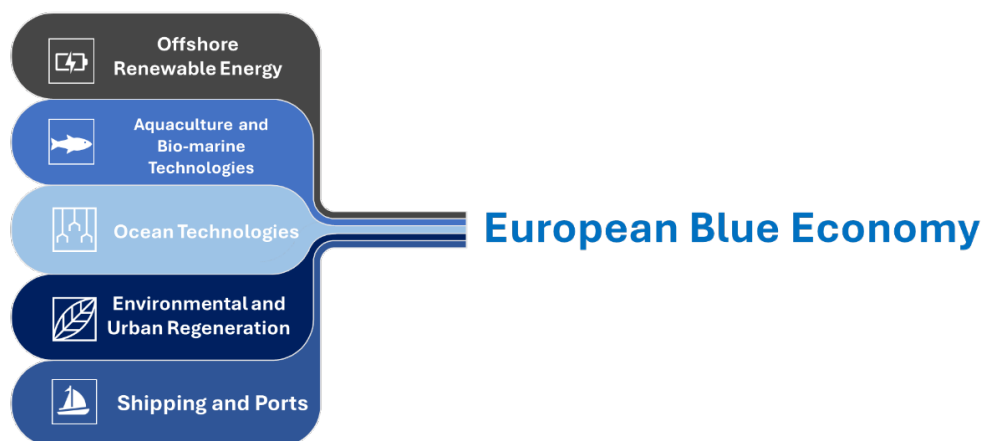 Offshore
Renewable Energy
Aquaculture and
Bio-marine
Technologies
Ocean Technologies
Environmental and
Urban Regeneration
Shipping and Ports
European Blue Economy